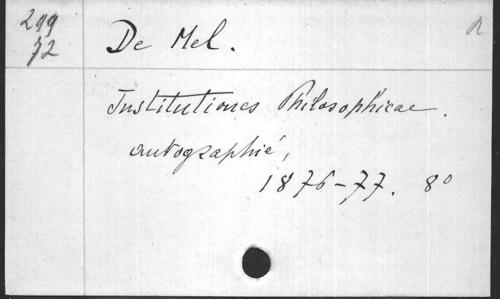 299
72
De Mel.
R
Institutiones Philosophicae.
autographié,
1876-77. 8°